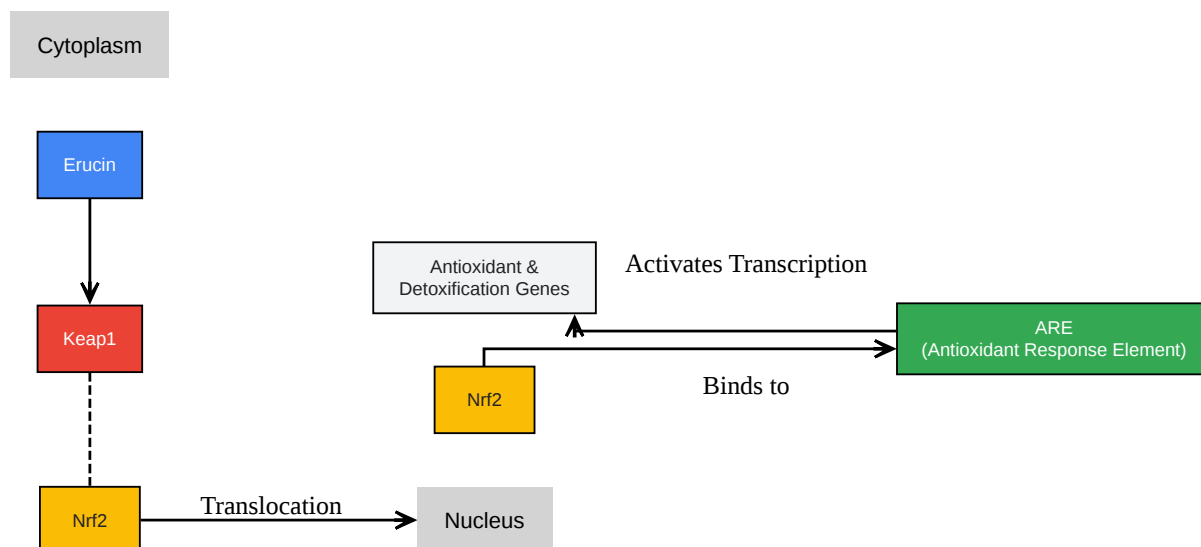 Cytoplasm
Erucin
Keap1
Nrf2
Translocation
Nucleus
Antioxidant &
Detoxification Genes
Activates Transcription
ARE
(Antioxidant Response Element)
Nrf2
Binds to